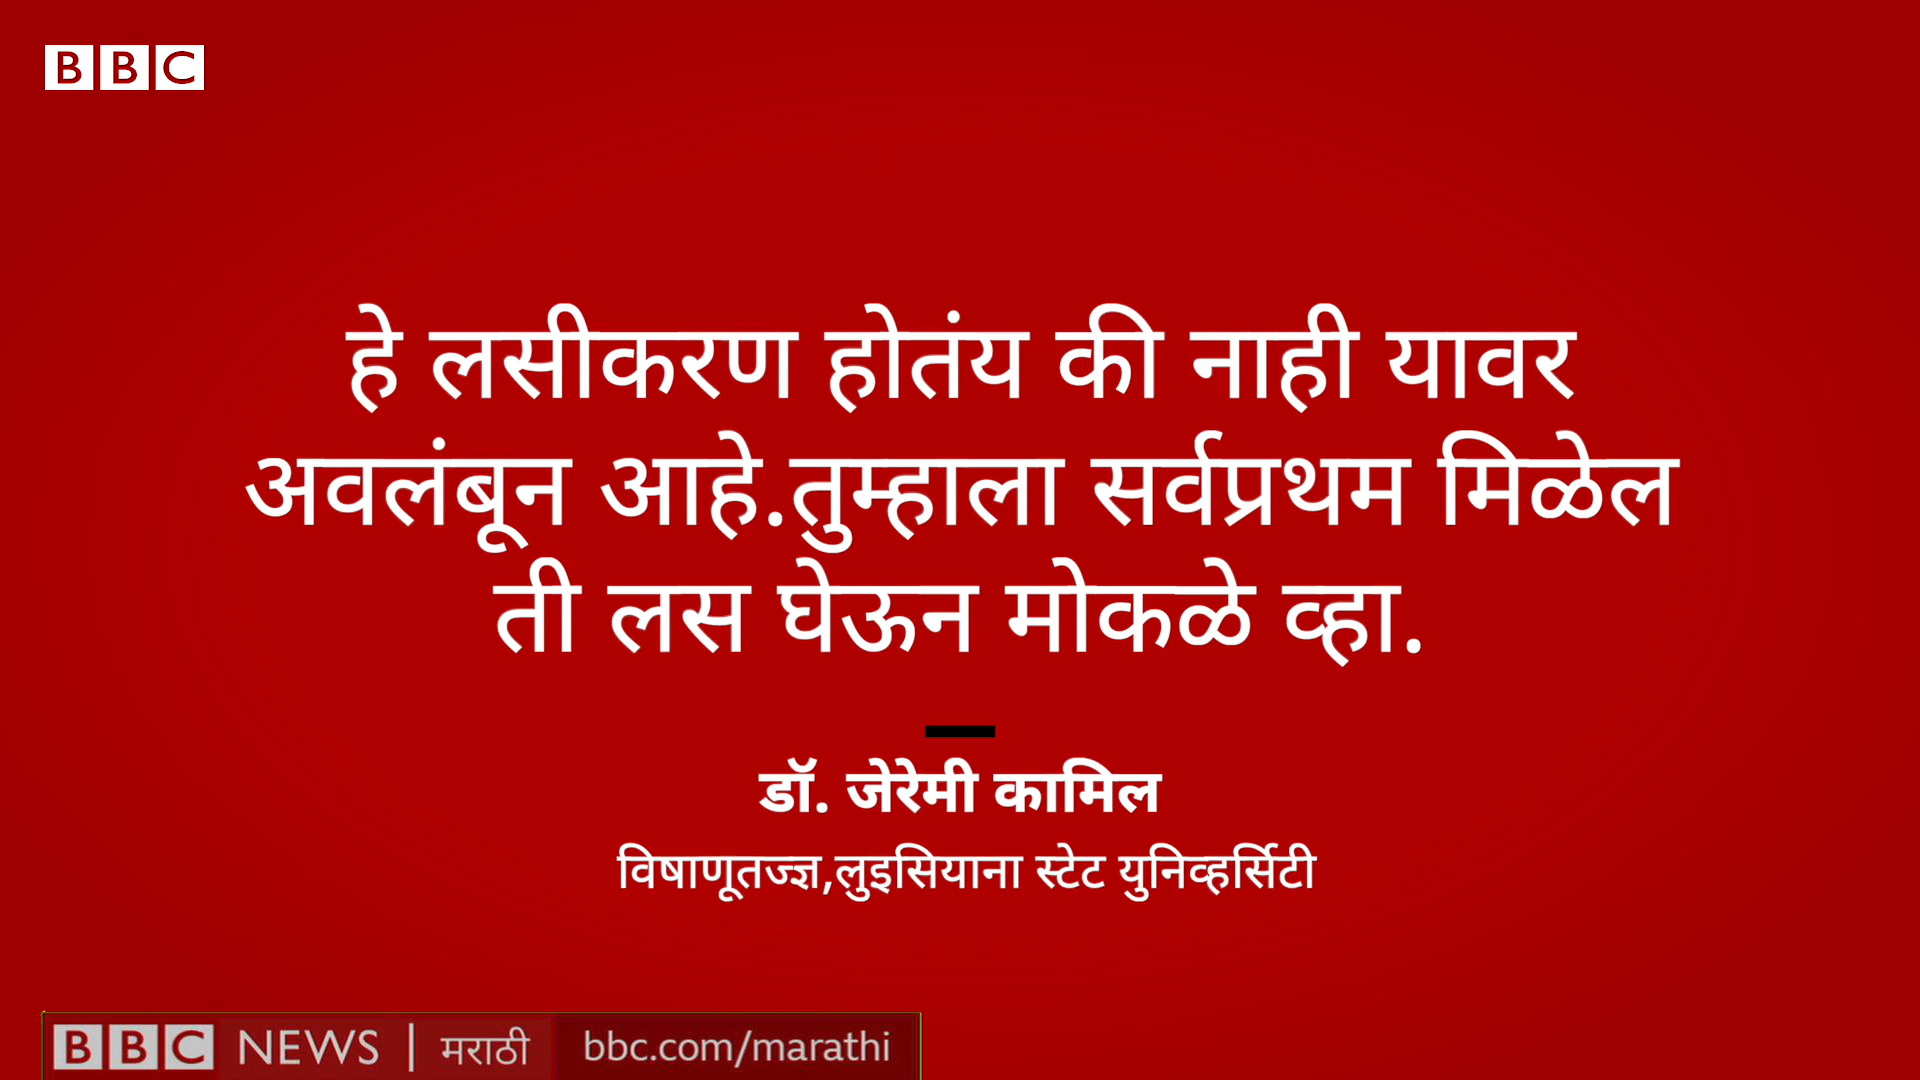 BBC
हे लसीकरण होतंय की नाही यावर
अवलंबून आहे.तुम्हाला सर्वप्रथम मिळेल
ती लस घेऊन मोकळे व्हा.
डॉ. जेरेमी कामिल
विषाणूतज्ज्ञ,लुइसियाना स्टेट युनिव्हर्सिटी
BBC NEWS | मराठी bbc.com/marathi